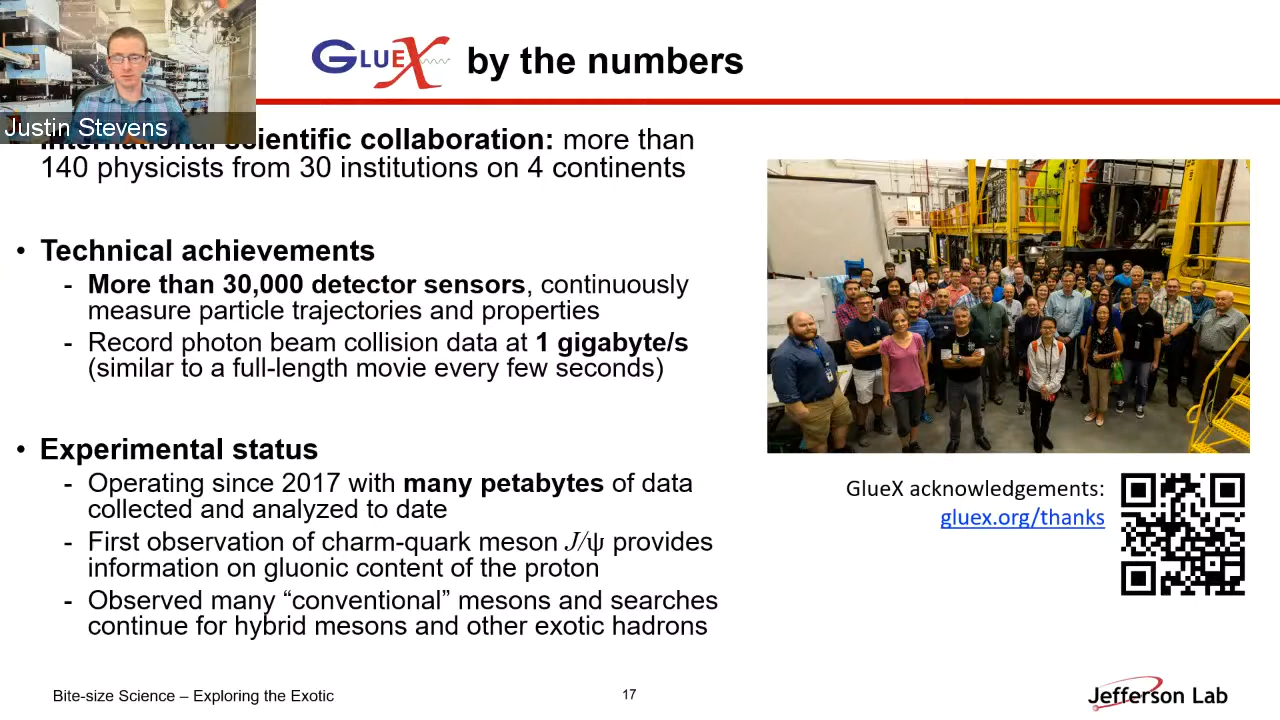 GLUEX by the numbers
Justin Stevens
International scientific collaboration: more than
140 physicists from 30 institutions on 4 continents
• Technical achievements
- More than 30,000 detector sensors, continuously
measure particle trajectories and properties
- Record photon beam collision data at 1 gigabyte/s
(similar to a full-length movie every few seconds)
• Experimental status
- Operating since 2017 with many petabytes of data
collected and analyzed to date
- First observation of charm-quark meson J/ψ provides
information on gluonic content of the proton
- Observed many “conventional” mesons and searches
continue for hybrid mesons and other exotic hadrons
GlueX acknowledgements:
gluex.org/thanks
Bite-size Science – Exploring the Exotic
17
Jefferson Lab